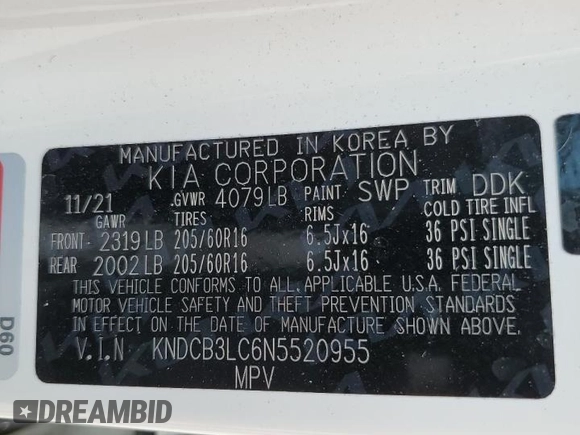 MANUFACTURED IN KOREA BY
KIA CORPORATION
11/21 GVWR 4079LB PAINT SWP TRIM DDK
GAWR TIRES RIMS COLD TIRE INFL
FRONT 2319LB 205/60R16 6.5Jx16 36 PSI SINGLE
REAR 2002LB 205/60R16 6.5Jx16 36 PSI SINGLE
THIS VEHICLE CONFORMS TO ALL APPLICABLE U.S.A. FEDERAL
MOTOR VEHICLE SAFETY AND THEFT PREVENTION STANDARDS
IN EFFECT ON THE DATE OF MANUFACTURE SHOWN ABOVE.
V.I.N KNDCB3LC6N5520955
MPV
D60
DREAMBID